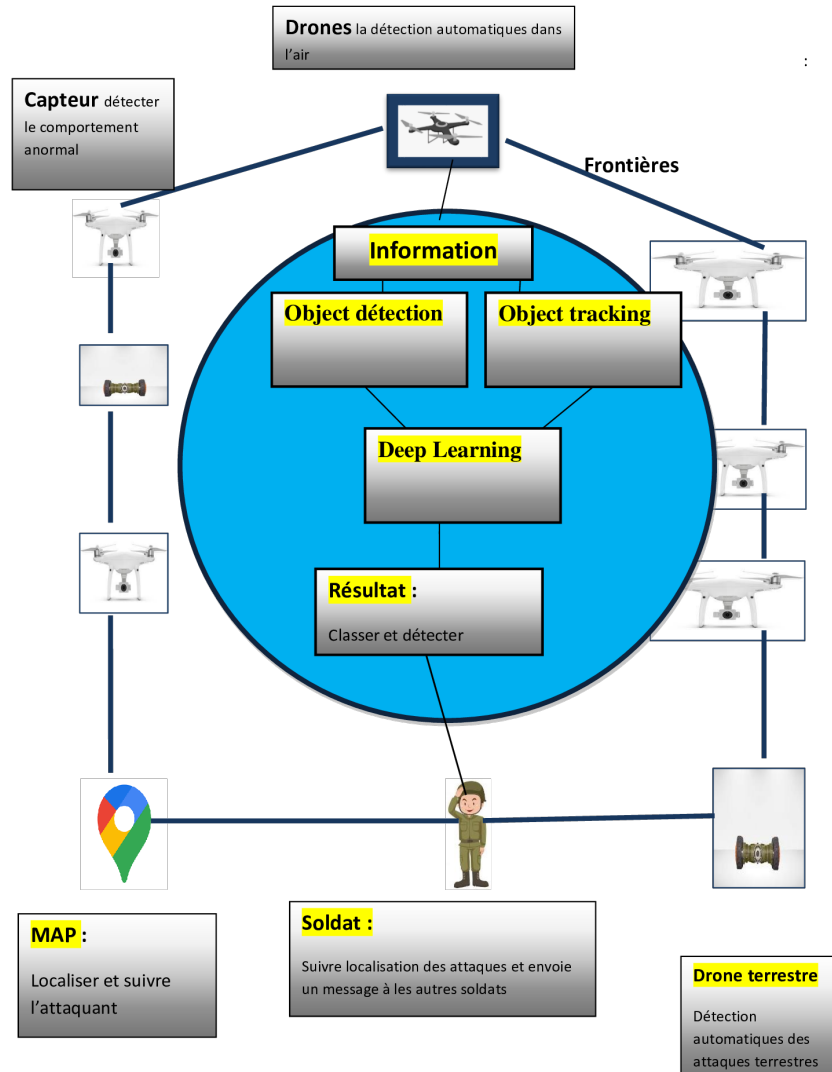 Drones la détection automatiques dans
l'air
:
Capteur détecter
le comportement
anormal
Frontières
Information
Object détection
Object tracking
Deep Learning
Résultat :
Classer et détecter
MAP :
Localiser et suivre
l'attaquant
Soldat :
Suivre localisation des attaques et envoie
un message à les autres soldats
Drone terrestre
Détection
automatiques des
attaques terrestres